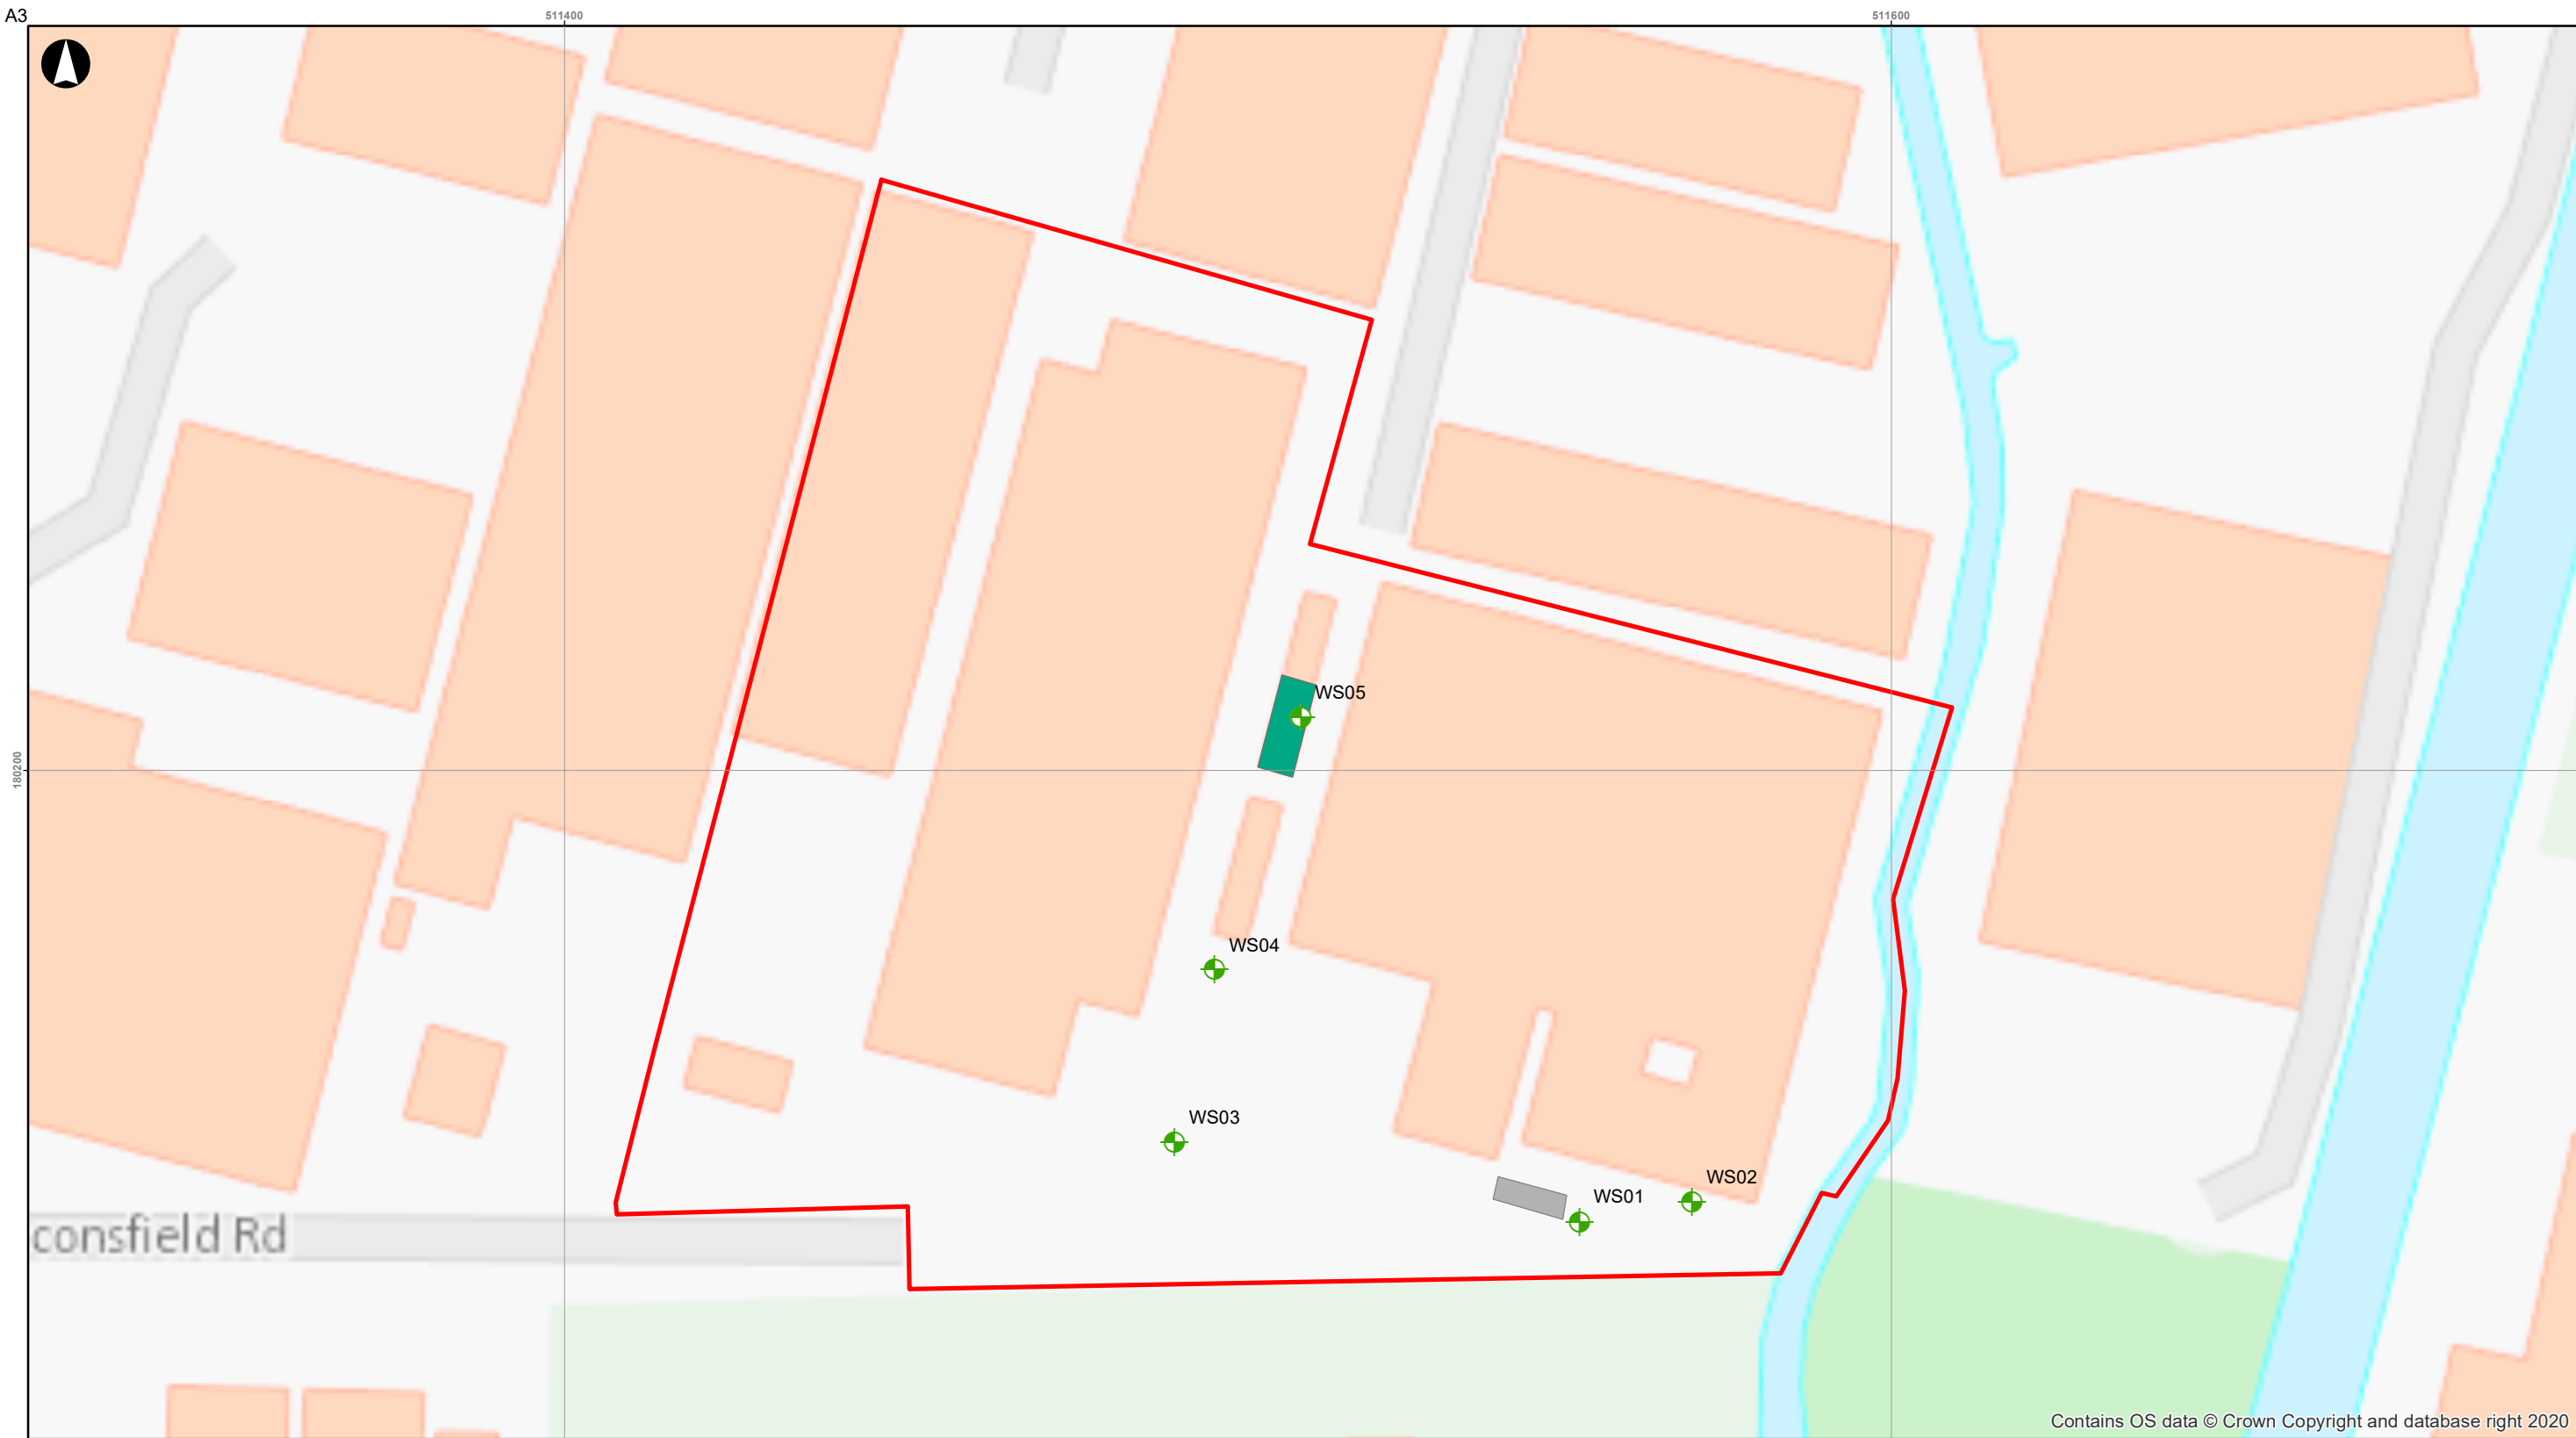 A3
511400
511600
WS05
180200
WS04
WS03
WS02
WS01
consfield Rd
Contains OS data © Crown Copyright and database right 2020